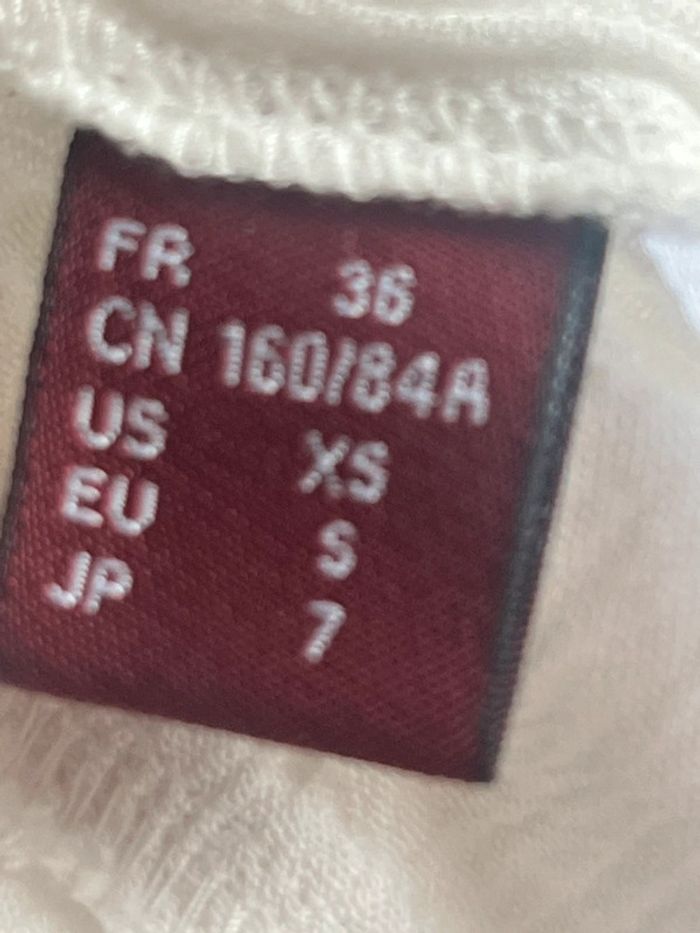 FR 36
CN 160/84A
US XS
EU S
JP 7